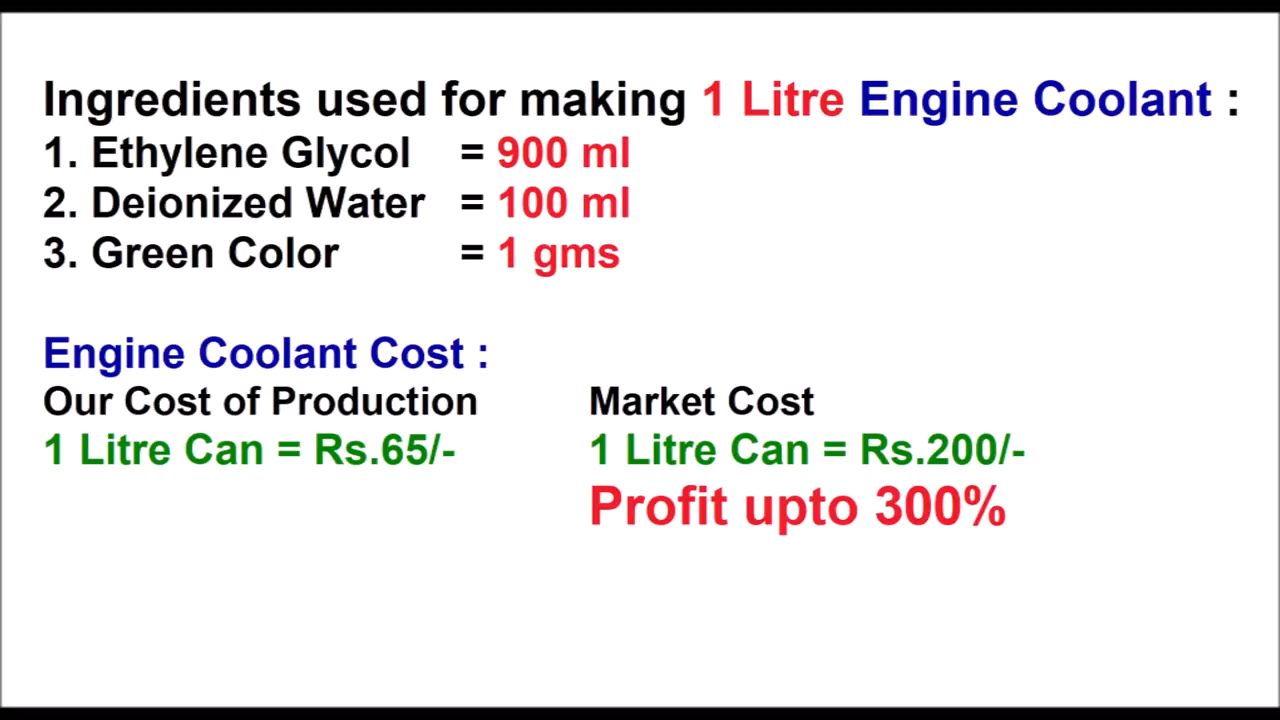 Ingredients used for making 1 Litre Engine Coolant :
1. Ethylene Glycol = 900 ml
2. Deionized Water = 100 ml
3. Green Color = 1 gms
Engine Coolant Cost :
Our Cost of Production Market Cost
1 Litre Can = Rs.65/- 1 Litre Can = Rs.200/-
Profit upto 300%